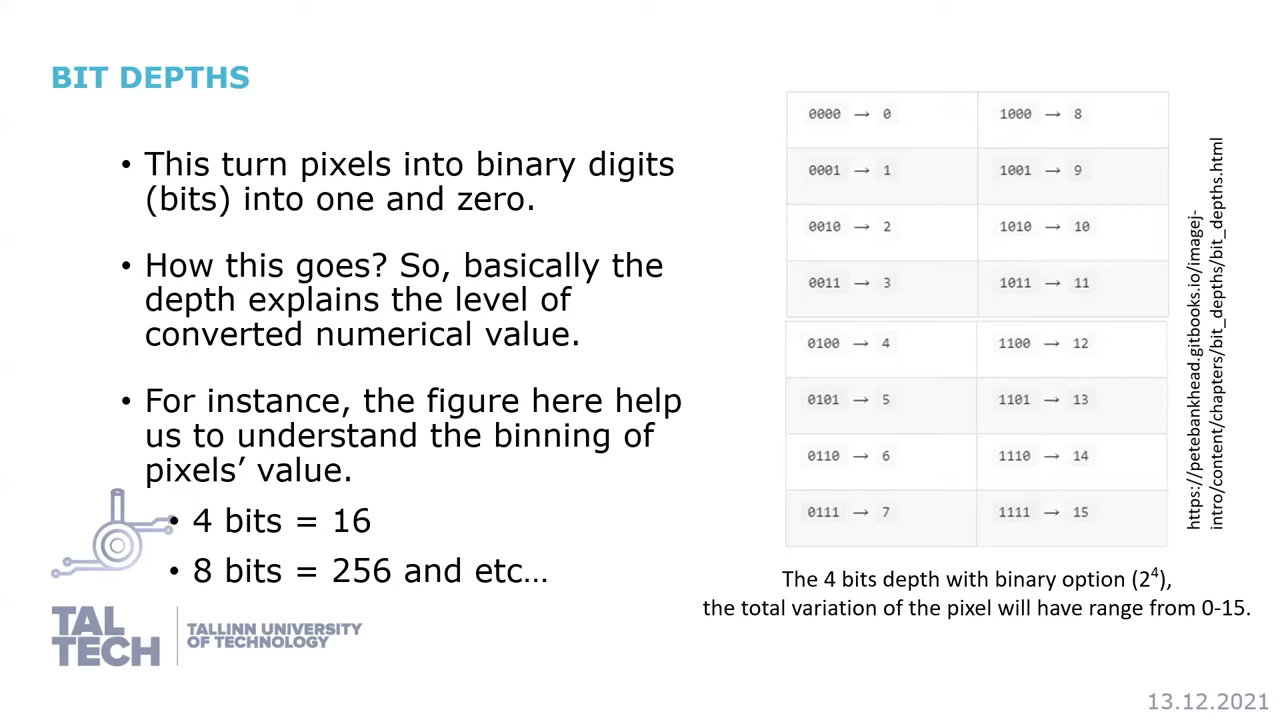 BIT DEPTHS
• This turn pixels into binary digits
(bits) into one and zero.
• How this goes? So, basically the
depth explains the level of
converted numerical value.
• For instance, the figure here help
us to understand the binning of
pixels’ value.
• 4 bits = 16
• 8 bits = 256 and etc…
0000 → 0 1000 → 8
0001 → 1 1001 → 9
0010 → 2 1010 → 10
0011 → 3 1011 → 11
0100 → 4 1100 → 12
0101 → 5 1101 → 13
0110 → 6 1110 → 14
0111 → 7 1111 → 15
https://petebankhead.gitbooks.io/imagej-
intro/content/chapters/bit_depths/bit_depths.html
The 4 bits depth with binary option (2⁴),
the total variation of the pixel will have range from 0-15.
TAL
TECH
TALLINN UNIVERSITY
OF TECHNOLOGY
13.12.2021